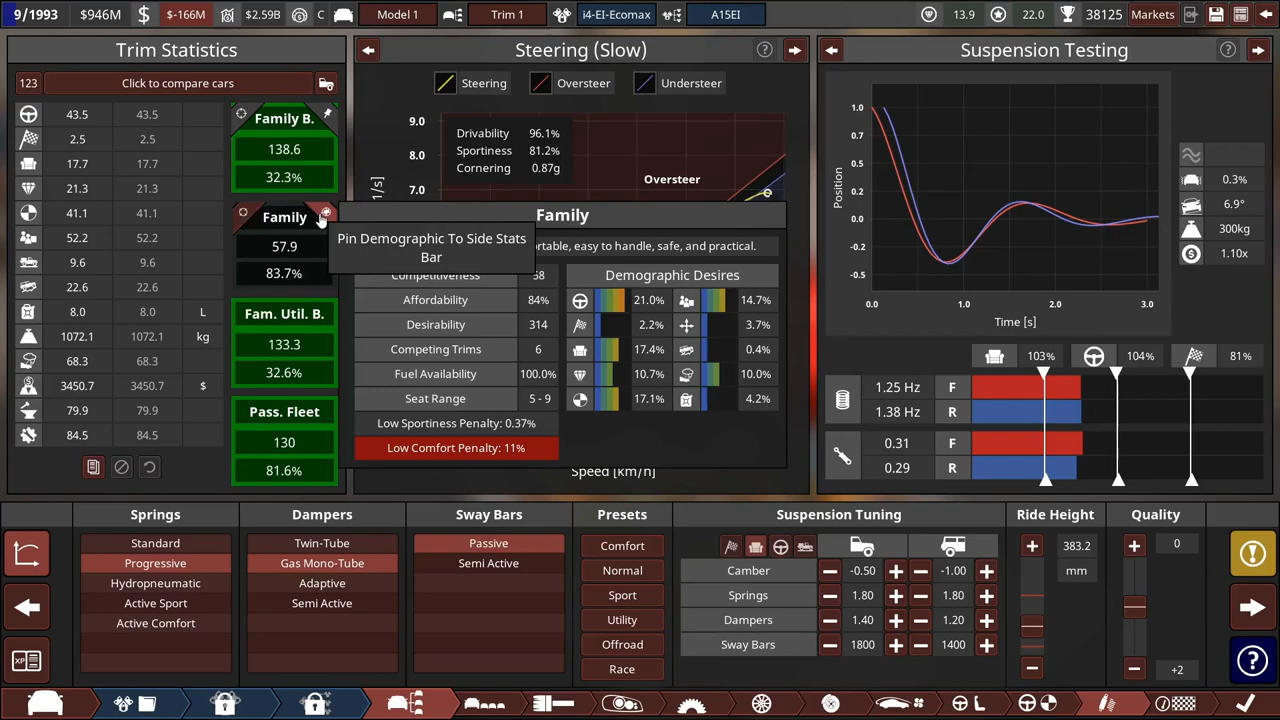 9/1993 $946M $-166M $2.59B C Model 1 Trim 1 i4-EI-Ecomax A15EI 13.9 22.0 38125 Markets
Trim Statistics
123 Click to compare cars
43.5 43.5
2.5 2.5
17.7 17.7
21.3 21.3
41.1 41.1
52.2 52.2
9.6 9.6
22.6 22.6
8.0 8.0 L
1072.1 1072.1 kg
68.3 68.3
3450.7 3450.7 $
79.9 79.9
84.5 84.5
Family B.
138.6
32.3%
Family
57.9
83.7%
Fam. Util. B.
133.3
32.6%
Pass. Fleet
130
81.6%
Steering (Slow)
?
Steering Oversteer Understeer
9.0
8.0
7.0
/s]
Drivability 96.1%
Sportiness 81.2%
Cornering 0.87g
Oversteer
Family
Pin Demographic To Side Stats
Bar
rtable, easy to handle, safe, and practical.
Competitiveness 58
Affordability 84%
Desirability 314
Competing Trims 6
Fuel Availability 100.0%
Seat Range 5 - 9
Low Sportiness Penalty: 0.37%
Low Comfort Penalty: 11%
Demographic Desires
21.0% 14.7%
2.2% 3.7%
17.4% 0.4%
10.7% 10.0%
17.1% 4.2%
Speed [km/h]
Suspension Testing
?
Position
1.0
0.7
0.5
0.2
0.0
-0.2
-0.5
0.0 1.0 2.0 3.0
Time [s]
0.3%
6.9°
300kg
1.10x
103% 104% 81%
1.25 Hz F
1.38 Hz R
0.31 F
0.29 R
Springs
Standard
Progressive
Hydropneumatic
Active Sport
Active Comfort
Dampers
Twin-Tube
Gas Mono-Tube
Adaptive
Semi Active
Sway Bars
Passive
Semi Active
Presets
Comfort
Normal
Sport
Utility
Offroad
Race
Suspension Tuning
Camber - -0.50 + - -1.00 +
Springs - 1.80 + - 1.80 +
Dampers - 1.40 + - 1.20 +
Sway Bars - 1800 + - 1400 +
Ride Height
+ 383.2
mm
-
Quality
+ 0
- +2
XP
!
?